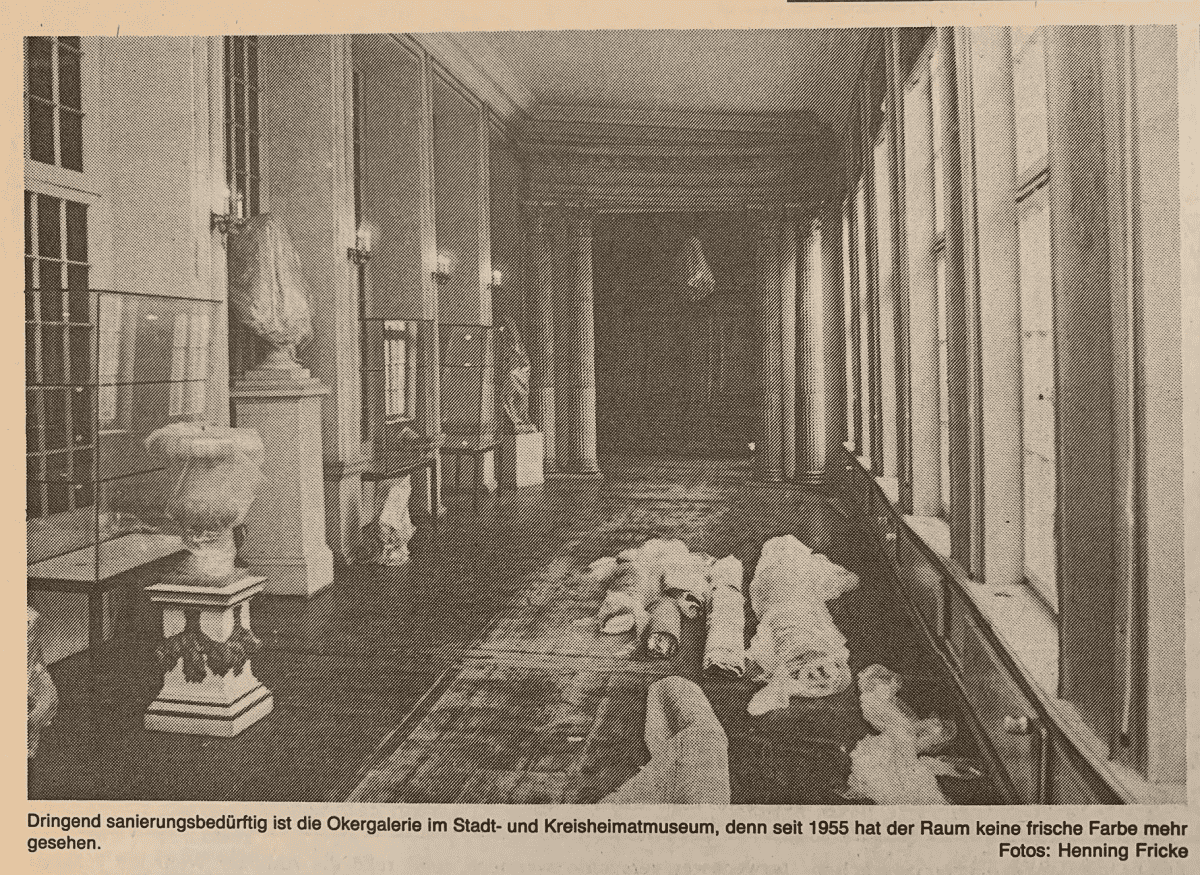 Dringend sanierungsbedürftig ist die Okergalerie im Stadt- und Kreisheimatmuseum, denn seit 1955 hat der Raum keine frische Farbe mehr
gesehen. Fotos: Henning Fricke